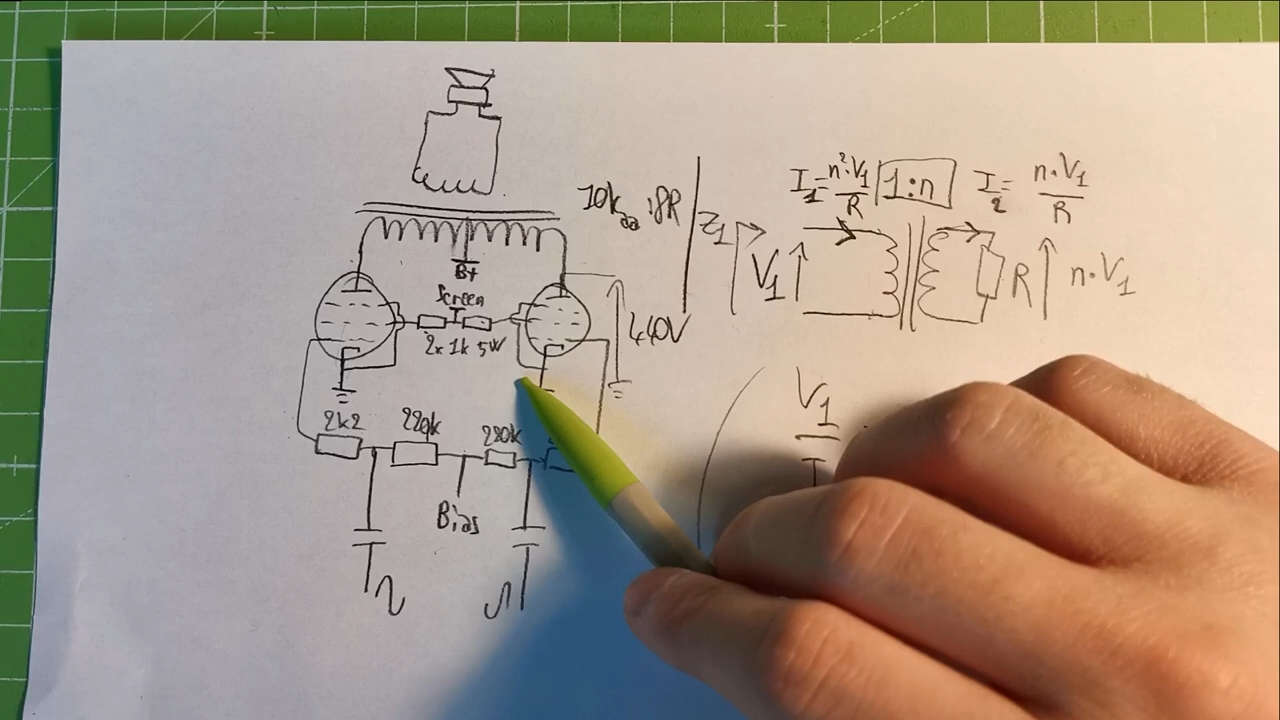 10k aa : 8R
B+
Screen
2x 1k 5W
440V
2k2
220k
220k
Bias
Z1
V1
I1 = n²·V1 / R
1:n
I2 = n·V1 / R
R
n·V1
V1